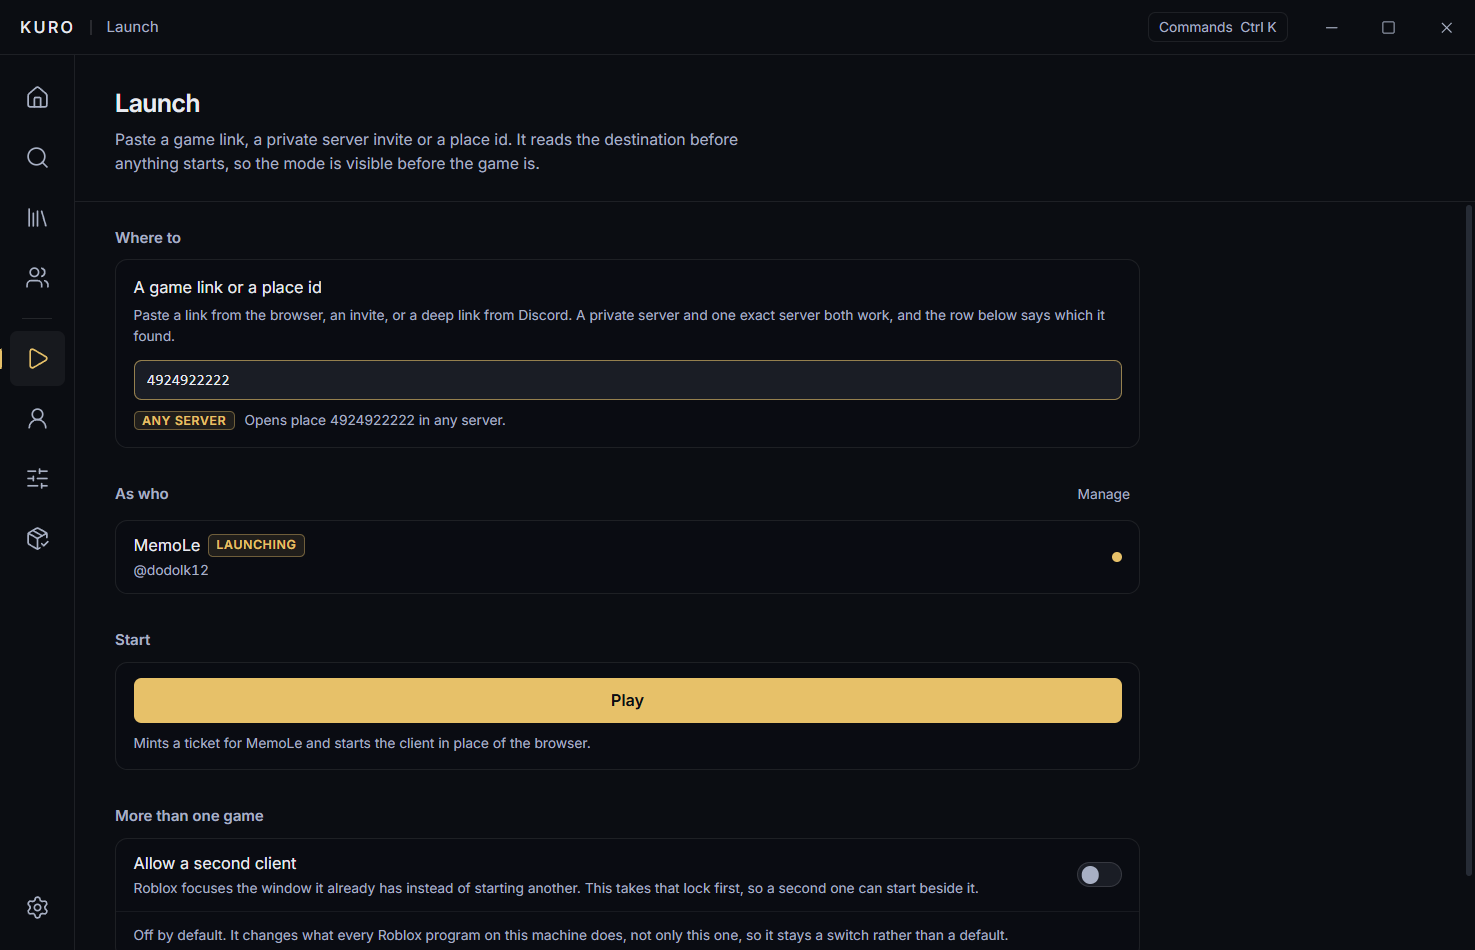 KURO
Launch
Commands Ctrl K
Launch
Paste a game link, a private server invite or a place id. It reads the destination before
anything starts, so the mode is visible before the game is.
Where to
A game link or a place id
Paste a link from the browser, an invite, or a deep link from Discord. A private server and one exact server both work, and the row below says which it
found.
4924922222
ANY SERVER Opens place 4924922222 in any server.
As who
Manage
MemoLe LAUNCHING
@dodolk12
Start
Play
Mints a ticket for MemoLe and starts the client in place of the browser.
More than one game
Allow a second client
Roblox focuses the window it already has instead of starting another. This takes that lock first, so a second one can start beside it.
Off by default. It changes what every Roblox program on this machine does, not only this one, so it stays a switch rather than a default.